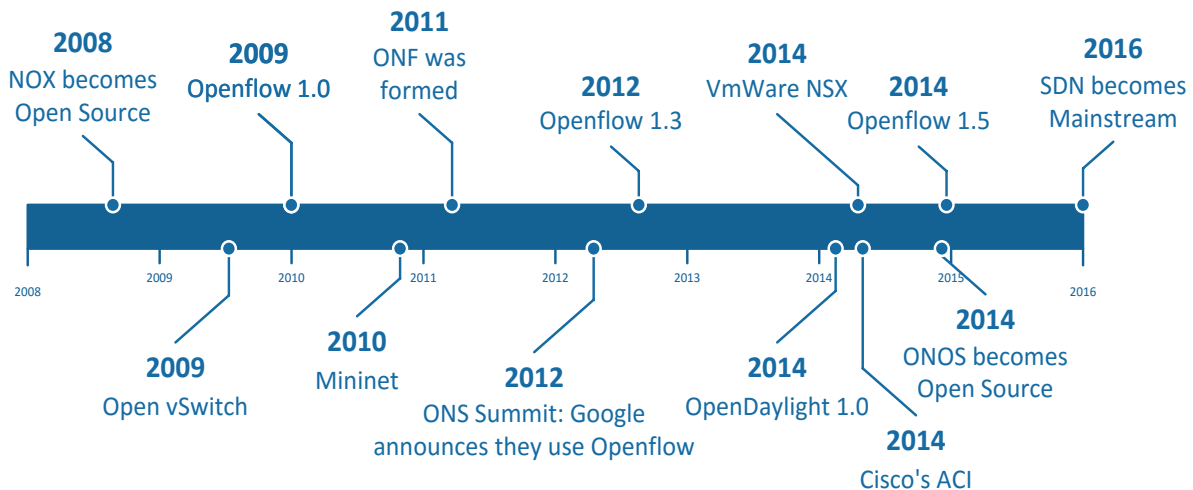 2008
NOX becomes
Open Source
2009
Openflow 1.0
2011
ONF was
formed
2012
Openflow 1.3
2014
VmWare NSX
2014
Openflow 1.5
2016
SDN becomes
Mainstream
2008
2009
2010
2011
2012
2013
2014
2015
2016
2009
Open vSwitch
2010
Mininet
2012
ONS Summit: Google
announces they use Openflow
2014
OpenDaylight 1.0
2014
Cisco's ACI
2014
ONOS becomes
Open Source